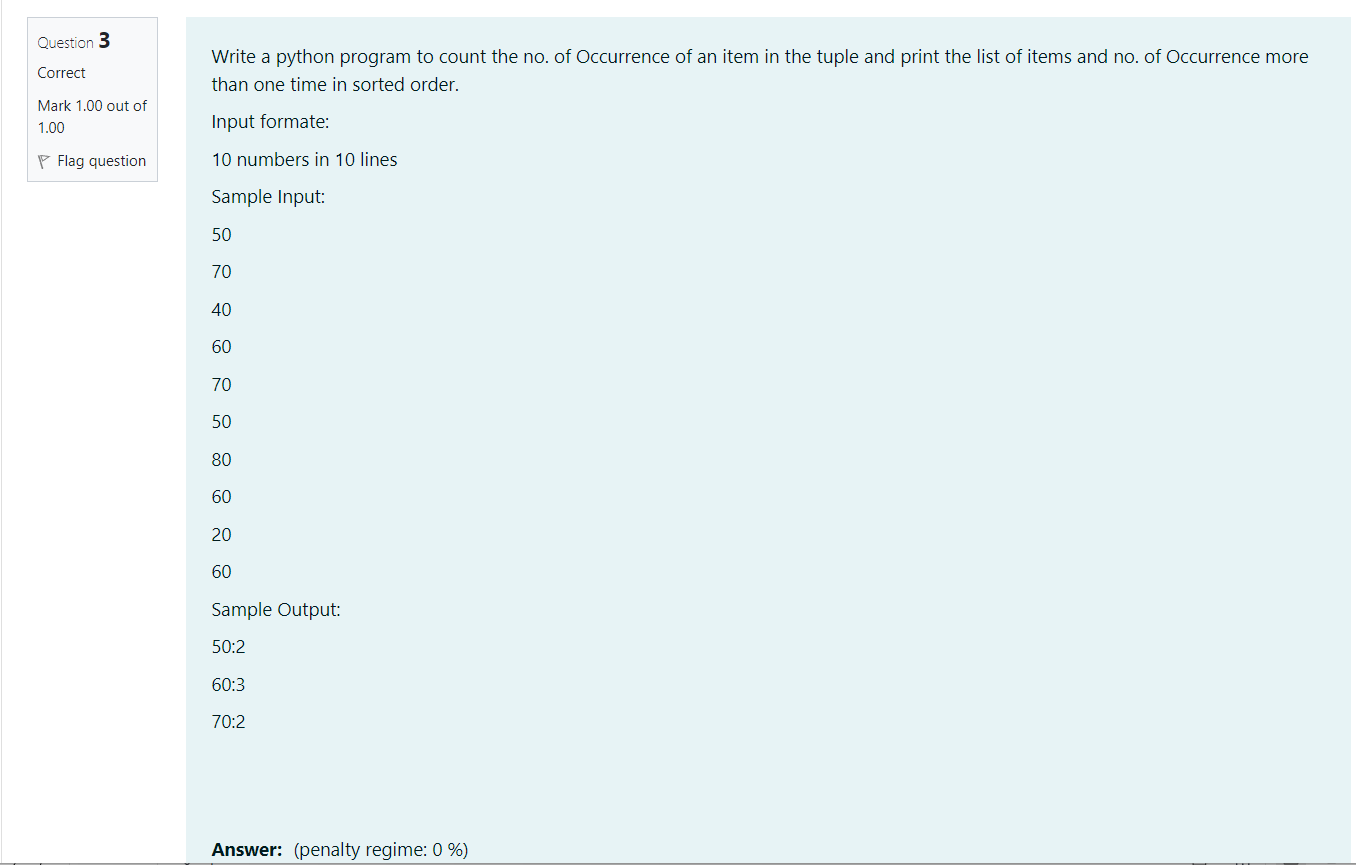 Question 3
Correct
Mark 1.00 out of
1.00
Flag question
Write a python program to count the no. of Occurrence of an item in the tuple and print the list of items and no. of Occurrence more
than one time in sorted order.
Input formate:
10 numbers in 10 lines
Sample Input:
50
70
40
60
70
50
80
60
20
60
Sample Output:
50:2
60:3
70:2
Answer: (penalty regime: 0 %)